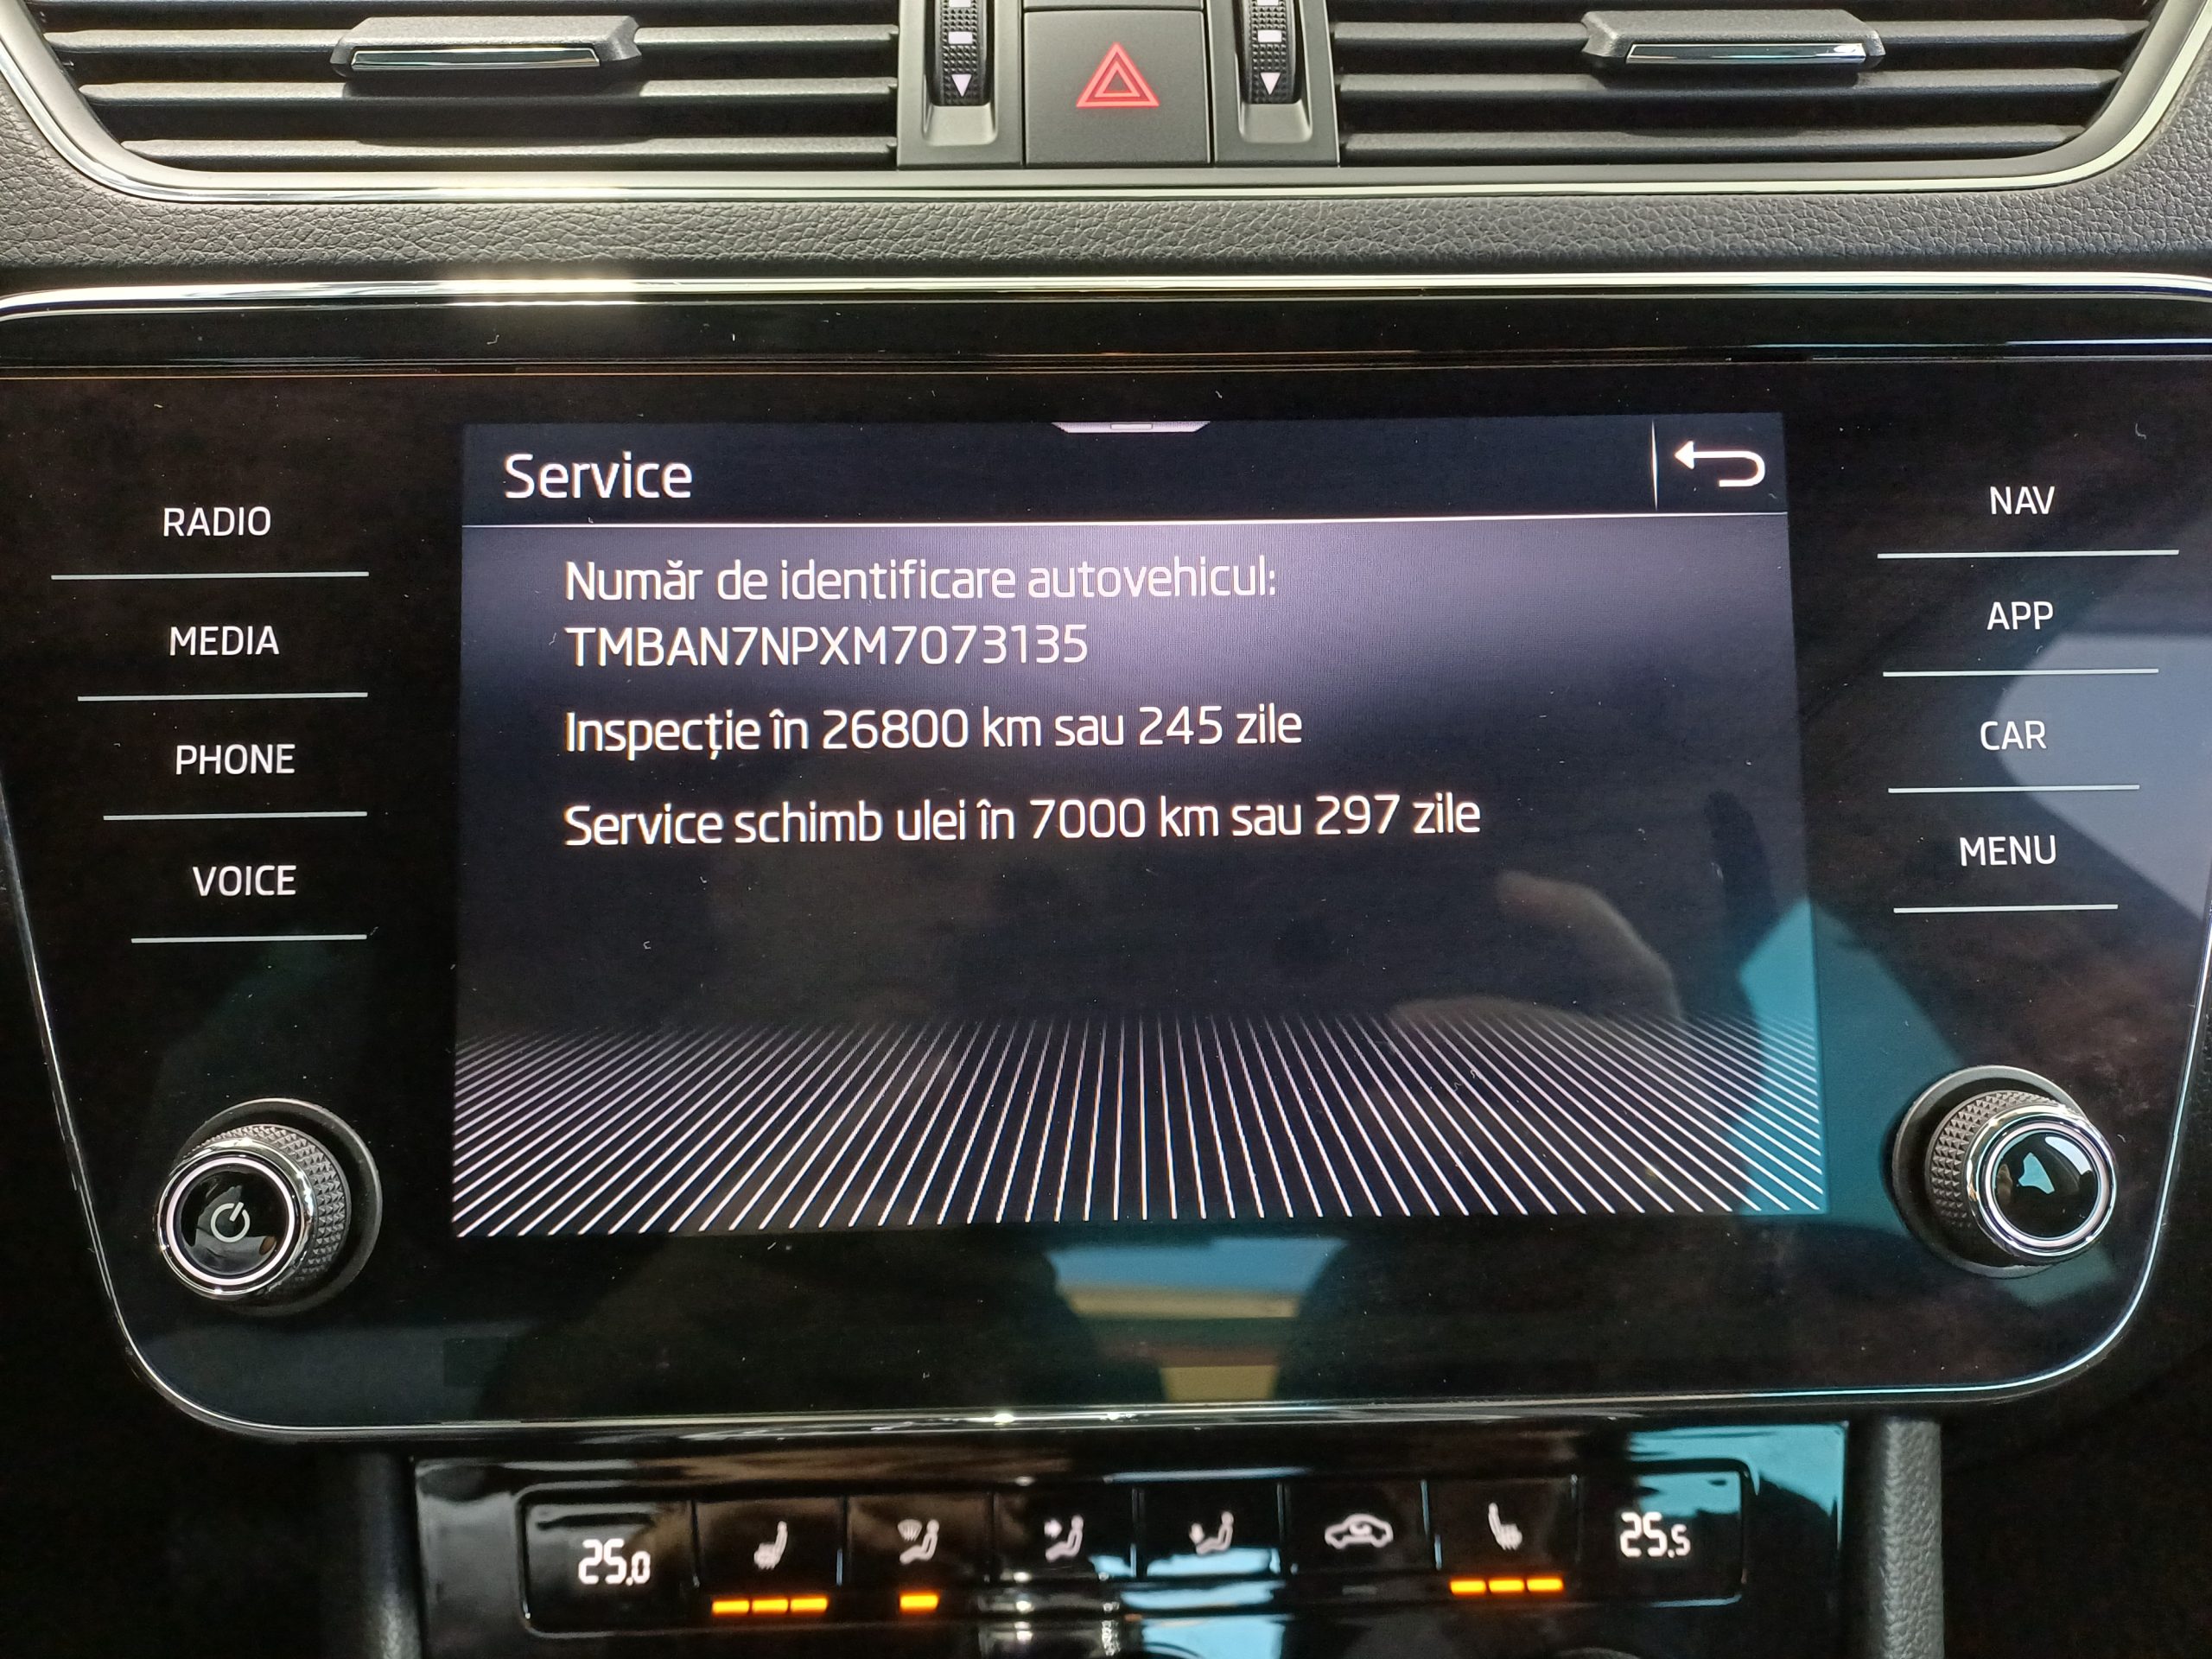 Service
Număr de identificare autovehicul:
TMBAN7NPXM7073135
Inspecție în 26800 km sau 245 zile
Service schimb ulei în 7000 km sau 297 zile
RADIO
MEDIA
PHONE
VOICE
NAV
APP
CAR
MENU
25.0
25.5